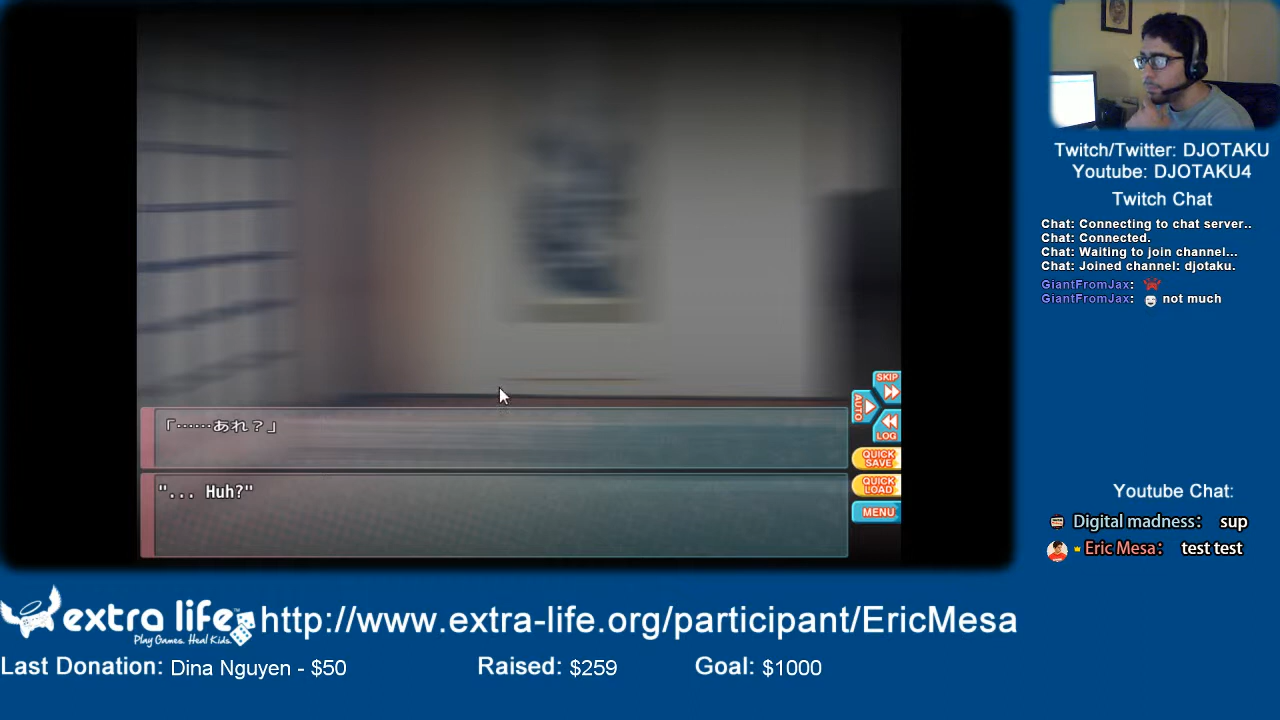 「……あれ？」
"... Huh?"
SKIP
AUTO
LOG
QUICK
SAVE
QUICK
LOAD
MENU
Twitch/Twitter: DJOTAKU
Youtube: DJOTAKU4
Twitch Chat
Chat: Connecting to chat server..
Chat: Connected.
Chat: Waiting to join channel...
Chat: Joined channel: djotaku.
GiantFromJax:
GiantFromJax: not much
Youtube Chat:
Digital madness: sup
Eric Mesa: test test
extra life
Play Games. Heal Kids.
http://www.extra-life.org/participant/EricMesa
Last Donation: Dina Nguyen - $50
Raised: $259
Goal: $1000